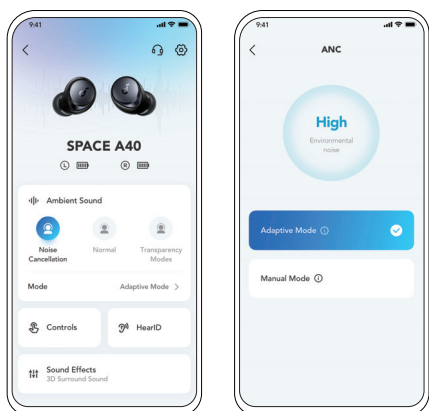 9:41
SPACE A40
L
R
Ambient Sound
Noise
Cancellation
Normal
Transparency
Modes
Mode
Adaptive Mode >
Controls
HearID
Sound Effects
3D Surround Sound
9:41
ANC
High
Environmental
noise
Adaptive Mode
Manual Mode